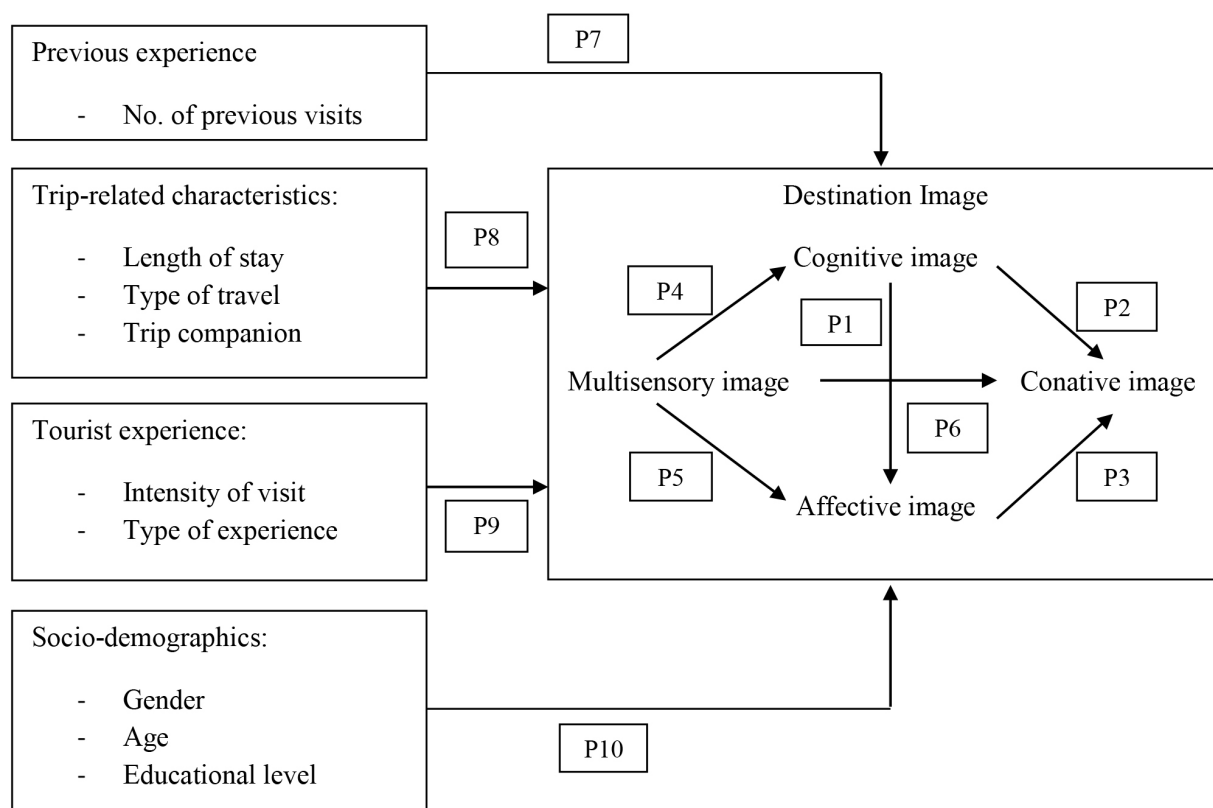 P7
Previous experience
- No. of previous visits
Trip-related characteristics:
- Length of stay
- Type of travel
- Trip companion
P8
Tourist experience:
- Intensity of visit
- Type of experience
P9
Socio-demographics:
- Gender
- Age
- Educational level
P10
Destination Image
Cognitive image
P4
P1
P2
Multisensory image
Conative image
P6
P5
P3
Affective image